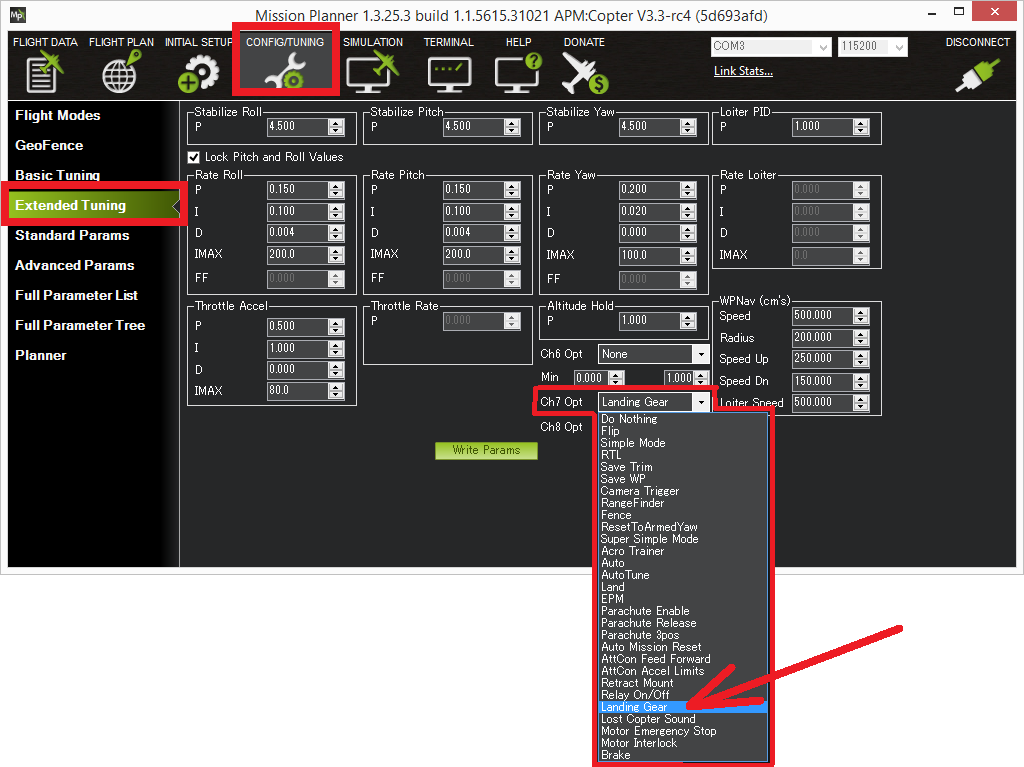 Mp
Mission Planner 1.3.25.3 build 1.1.5615.31021 APM:Copter V3.3-rc4 (5d693afd)
FLIGHT DATA FLIGHT PLAN INITIAL SETUP CONFIG/TUNING SIMULATION TERMINAL HELP DONATE
COM3 115200 DISCONNECT
Link Stats...
Flight Modes
GeoFence
Basic Tuning
Extended Tuning
Standard Params
Advanced Params
Full Parameter List
Full Parameter Tree
Planner
Stabilize Roll
P 4.500
Stabilize Pitch
P 4.500
Stabilize Yaw
P 4.500
Loiter PID
P 1.000
Lock Pitch and Roll Values
Rate Roll
P 0.150
I 0.100
D 0.004
IMAX 200.0
FF 0.000
Rate Pitch
P 0.150
I 0.100
D 0.004
IMAX 200.0
FF 0.000
Rate Yaw
P 0.200
I 0.020
D 0.000
IMAX 100.0
FF 0.000
Rate Loiter
P 0.000
I 0.000
D 0.000
IMAX 0.0
Throttle Accel
P 0.500
I 1.000
D 0.000
IMAX 80.0
Throttle Rate
P 0.000
Altitude Hold
P 1.000
WPNav (cm's)
Speed 500.000
Radius 200.000
Speed Up 250.000
Speed Dn 150.000
Loiter Speed 500.000
Ch6 Opt None
Min 0.000 1.000
Ch7 Opt Landing Gear
Ch8 Opt
Write Params
Do Nothing
Flip
Simple Mode
RTL
Save Trim
Save WP
Camera Trigger
RangeFinder
Fence
ResetToArmedYaw
Super Simple Mode
Acro Trainer
Auto
AutoTune
Land
EPM
Parachute Enable
Parachute Release
Parachute 3pos
Auto Mission Reset
AttCon Feed Forward
AttCon Accel Limits
Retract Mount
Relay On/Off
Landing Gear
Lost Copter Sound
Motor Emergency Stop
Motor Interlock
Brake